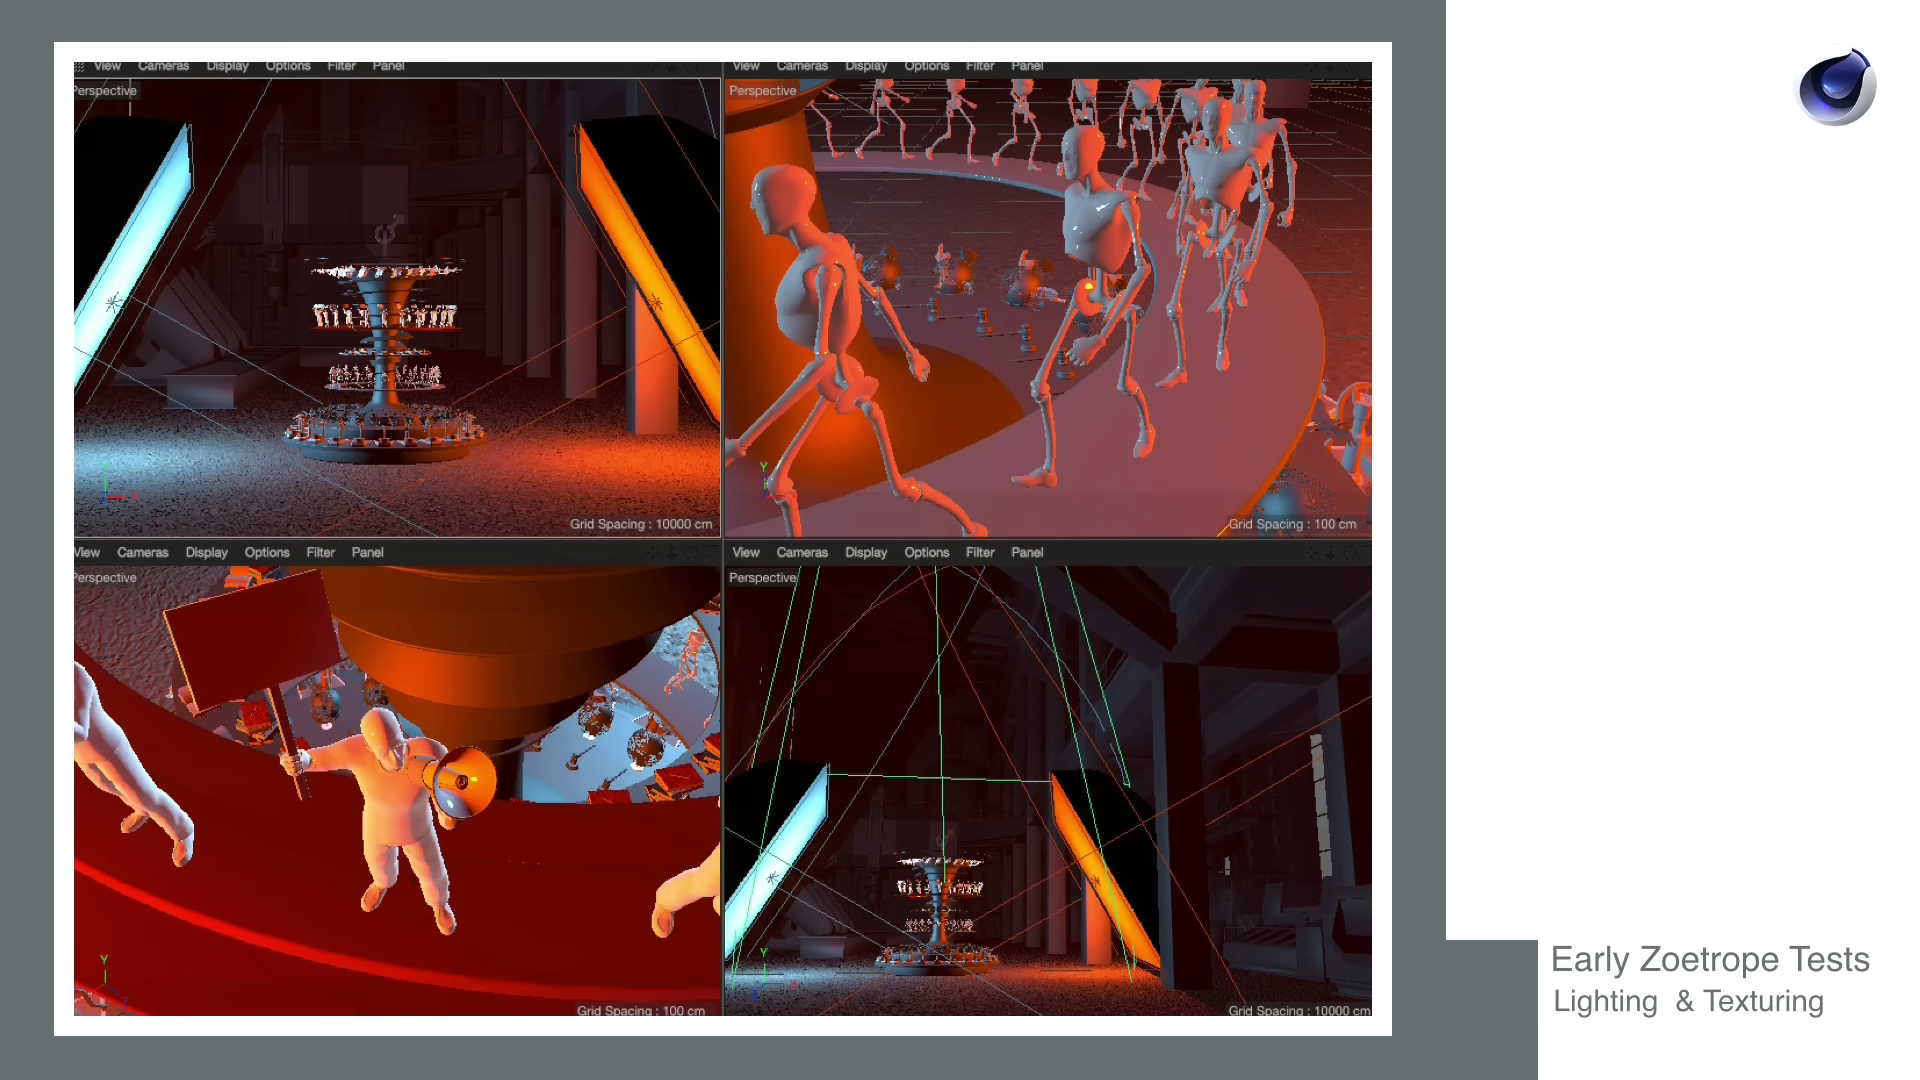 View Cameras Display Options Filter Panel
Perspective
Grid Spacing : 10000 cm
View Cameras Display Options Filter Panel
Perspective
Grid Spacing : 100 cm
View Cameras Display Options Filter Panel
Perspective
Y
Grid Spacing : 100 cm
View Cameras Display Options Filter Panel
Perspective
Y
Grid Spacing : 10000 cm
Early Zoetrope Tests
Lighting & Texturing